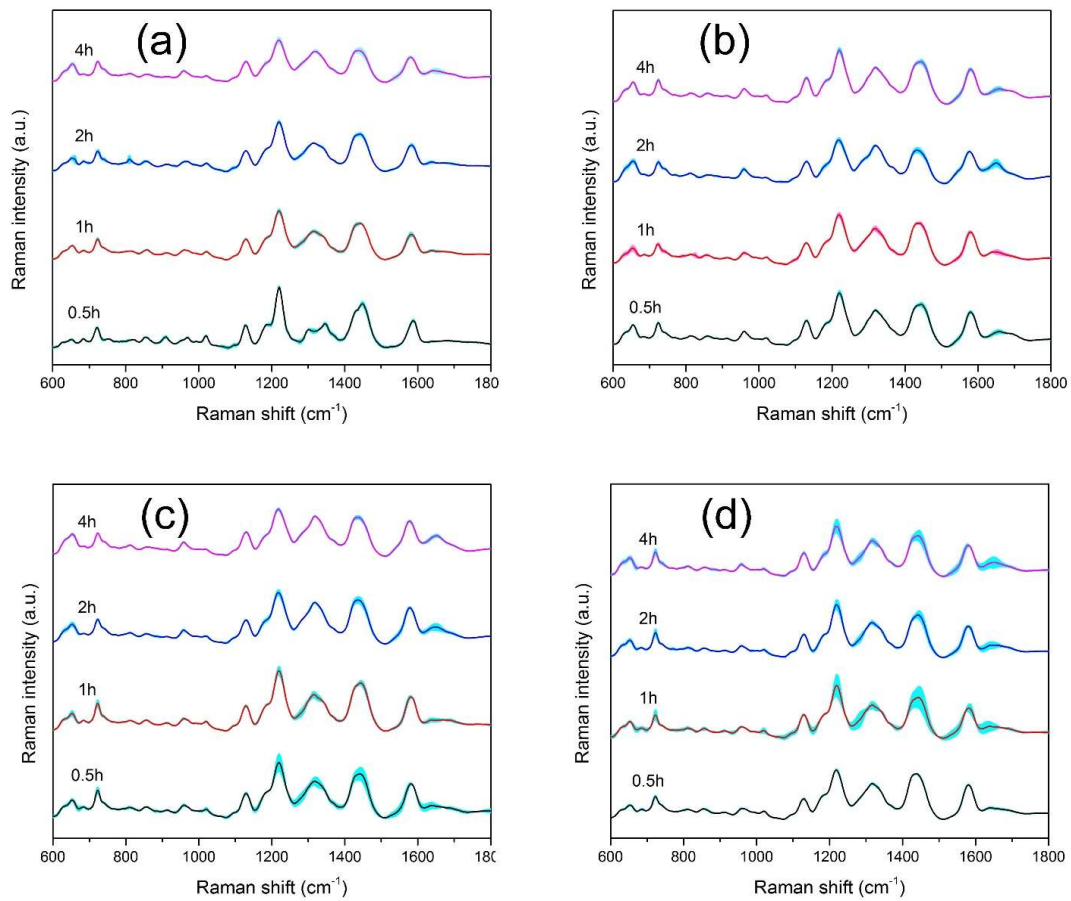 (a)
4h
2h
1h
0.5h
Raman intensity (a.u.)
600 800 1000 1200 1400 1600 1800
Raman shift (cm⁻¹)
(b)
4h
2h
1h
0.5h
Raman intensity (a.u.)
600 800 1000 1200 1400 1600 1800
Raman shift (cm⁻¹)
(c)
4h
2h
1h
0.5h
Raman intensity (a.u.)
600 800 1000 1200 1400 1600 180
Raman shift (cm⁻¹)
(d)
4h
2h
1h
0.5h
Raman intensity (a.u.)
600 800 1000 1200 1400 1600 1800
Raman shift (cm⁻¹)